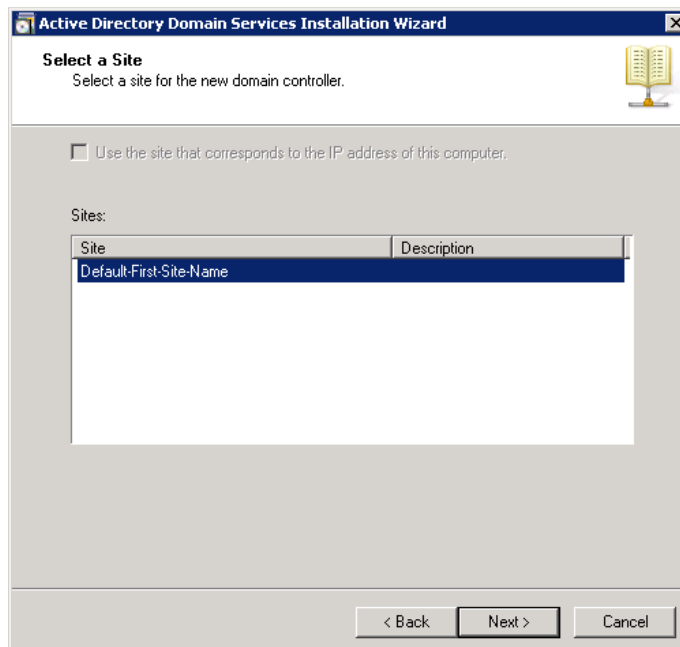 Active Directory Domain Services Installation Wizard
Select a Site
Select a site for the new domain controller.
Use the site that corresponds to the IP address of this computer.
Sites:
Site Description
Default-First-Site-Name
< Back Next > Cancel